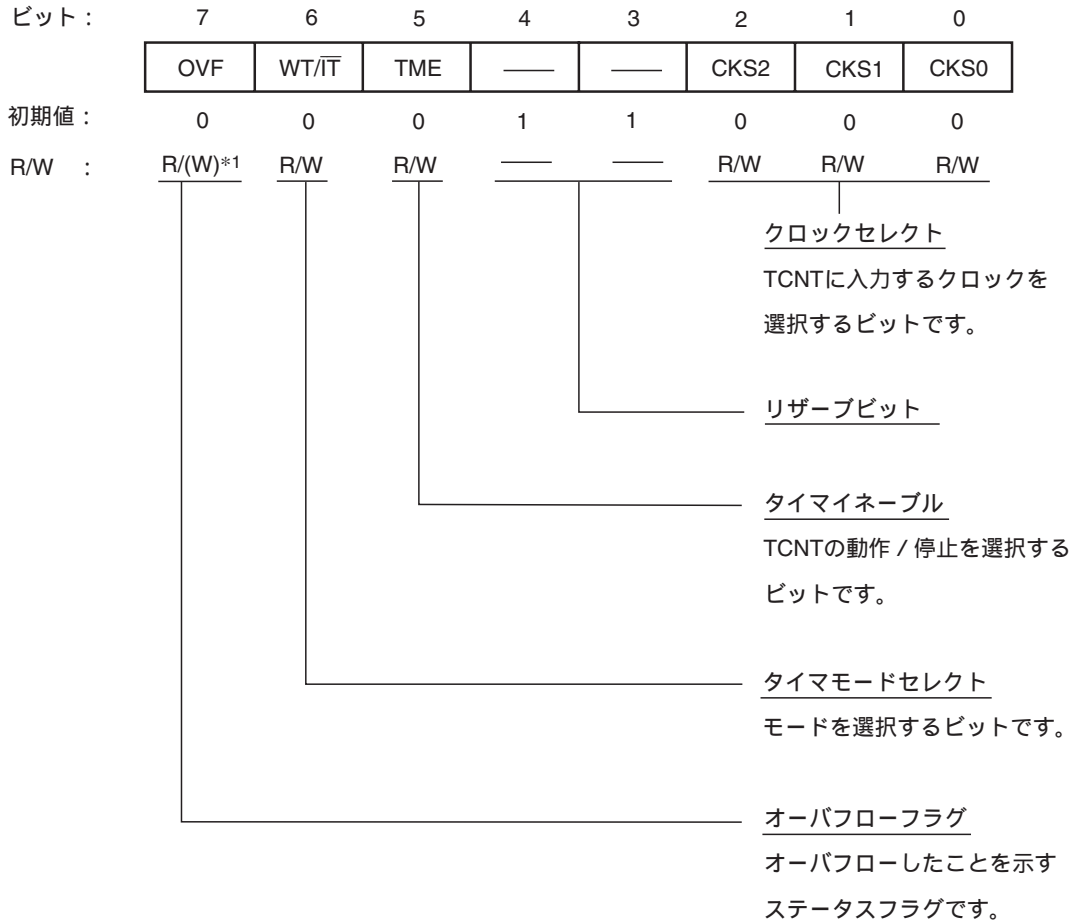 ビット： 7 6 5 4 3 2 1 0
OVF WT/I̅T̅ TME ― ― CKS2 CKS1 CKS0
初期値： 0 0 0 1 1 0 0 0
R/W ： R/(W)*1 R/W R/W ― ― R/W R/W R/W
クロックセレクト
TCNTに入力するクロックを
選択するビットです。
リザーブビット
タイマイネーブル
TCNTの動作 / 停止を選択する
ビットです。
タイマモードセレクト
モードを選択するビットです。
オーバフローフラグ
オーバフローしたことを示す
ステータスフラグです。